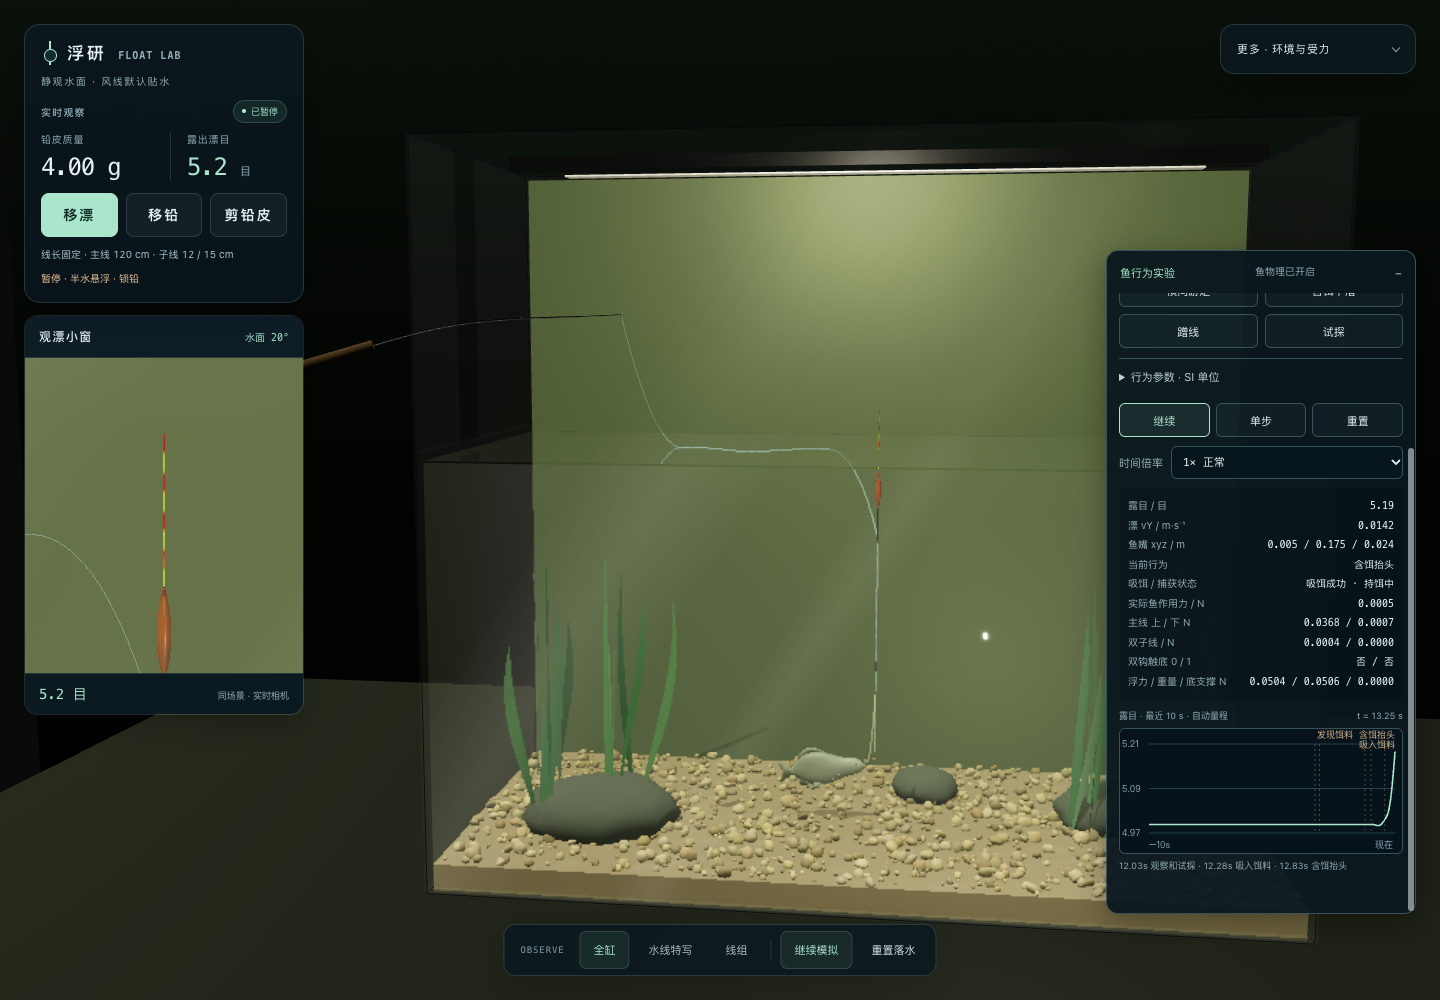 浮研 FLOAT LAB
静观水面 · 风线默认贴水
实时观察
已暂停
铅皮质量
4.00 g
露出漂目
5.2 目
移漂
移铅
剪铅皮
线长固定 · 主线 120 cm · 子线 12 / 15 cm
暂停 · 半水悬浮 · 锁铅
观漂小窗
水面 20°
5.2 目
同场景 · 实时相机
更多 · 环境与受力
鱼行为实验
鱼物理已开启
−
蹭线
试探
行为参数 · SI 单位
继续
单步
重置
时间倍率
1× 正常
露目 / 目 5.19
漂 vY / m·s⁻¹ 0.0142
鱼嘴 xyz / m 0.005 / 0.175 / 0.024
当前行为 含饵抬头
吸饵 / 捕获状态 吸饵成功 · 持饵中
实际鱼作用力 / N 0.0005
主线 上 / 下 N 0.0368 / 0.0007
双子线 / N 0.0004 / 0.0000
双钩触底 0 / 1 否 / 否
浮力 / 重量 / 底支撑 N 0.0504 / 0.0506 / 0.0000
露目 · 最近 10 s · 自动量程
t = 13.25 s
发现饵料
含饵抬头
吸入饵料
5.21
5.09
4.97
−10s
现在
12.03s 观察和试探 · 12.28s 吸入饵料 · 12.83s 含饵抬头
OBSERVE
全缸
水线特写
线组
继续模拟
重置落水